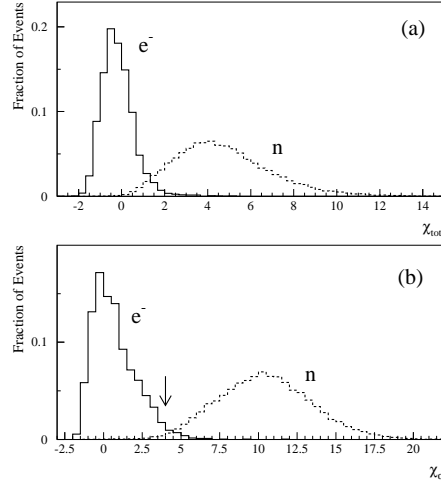 Fraction of Events
(a)
e⁻
n
0.2
0.1
0
-2 0 2 4 6 8 10 12 14
χtot
Fraction of Events
(b)
e⁻
n
0.1
0
-2.5 0 2.5 5 7.5 10 12.5 15 17.5 20